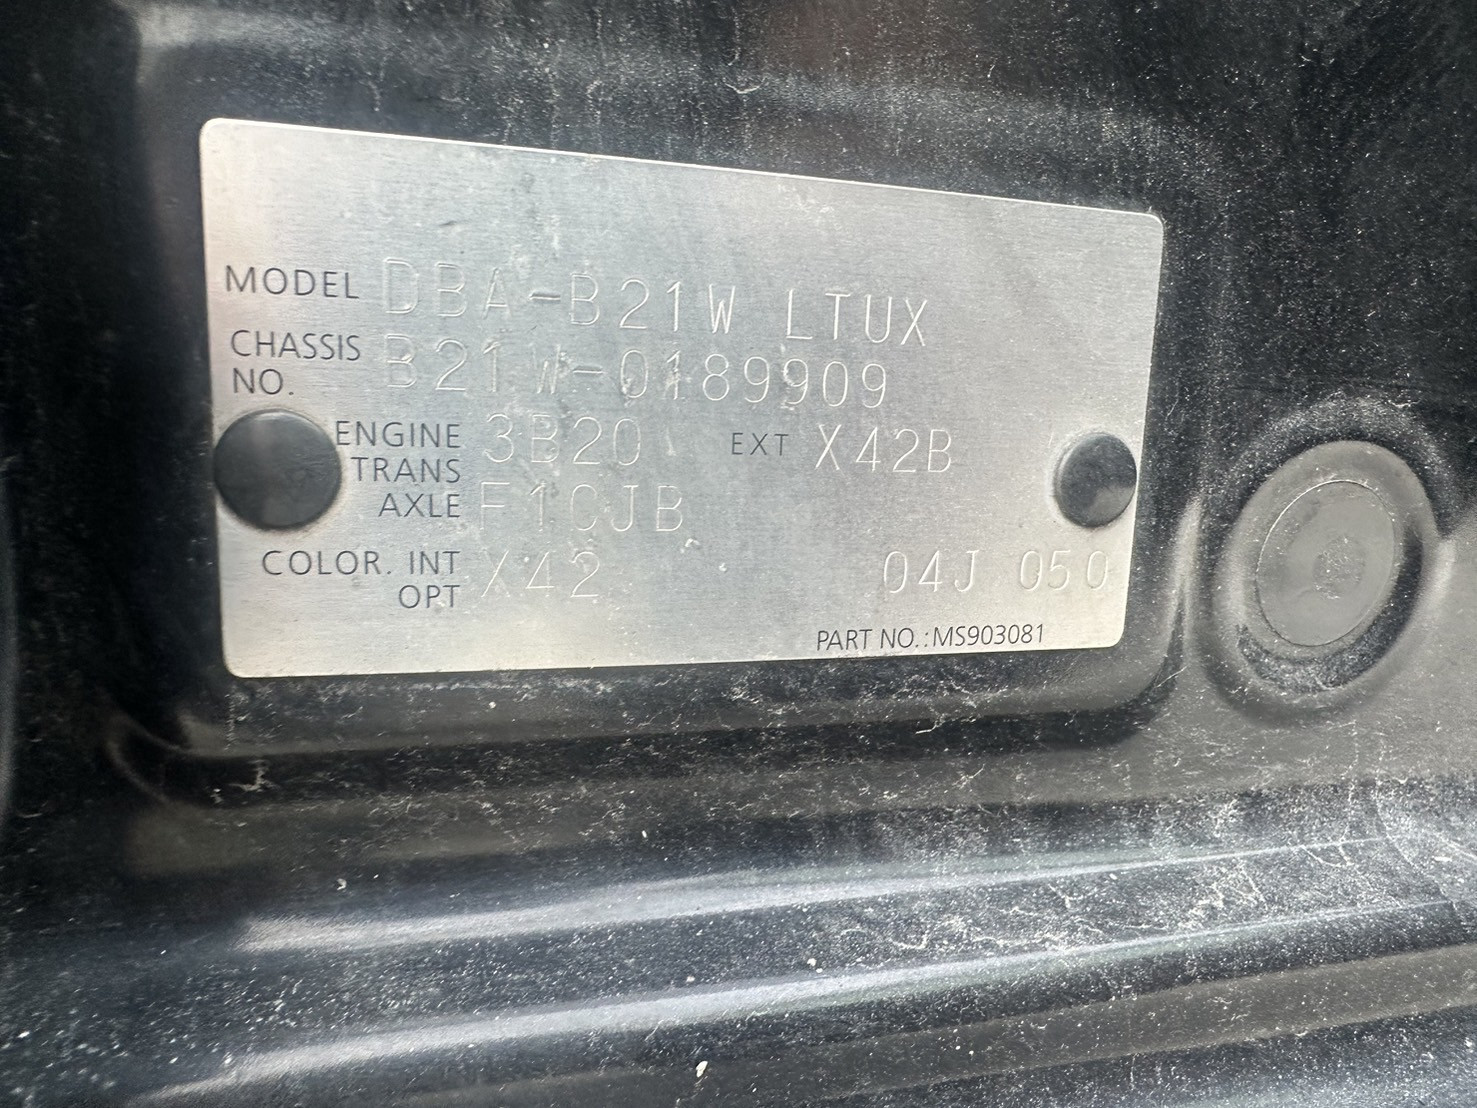 MODEL DBA-B21W LTUX
CHASSIS NO. B21W-0189909
ENGINE 3B20 EXT X42B
TRANS AXLE F1CJB
COLOR. INT X42 04J 050
OPT
PART NO.:MS903081